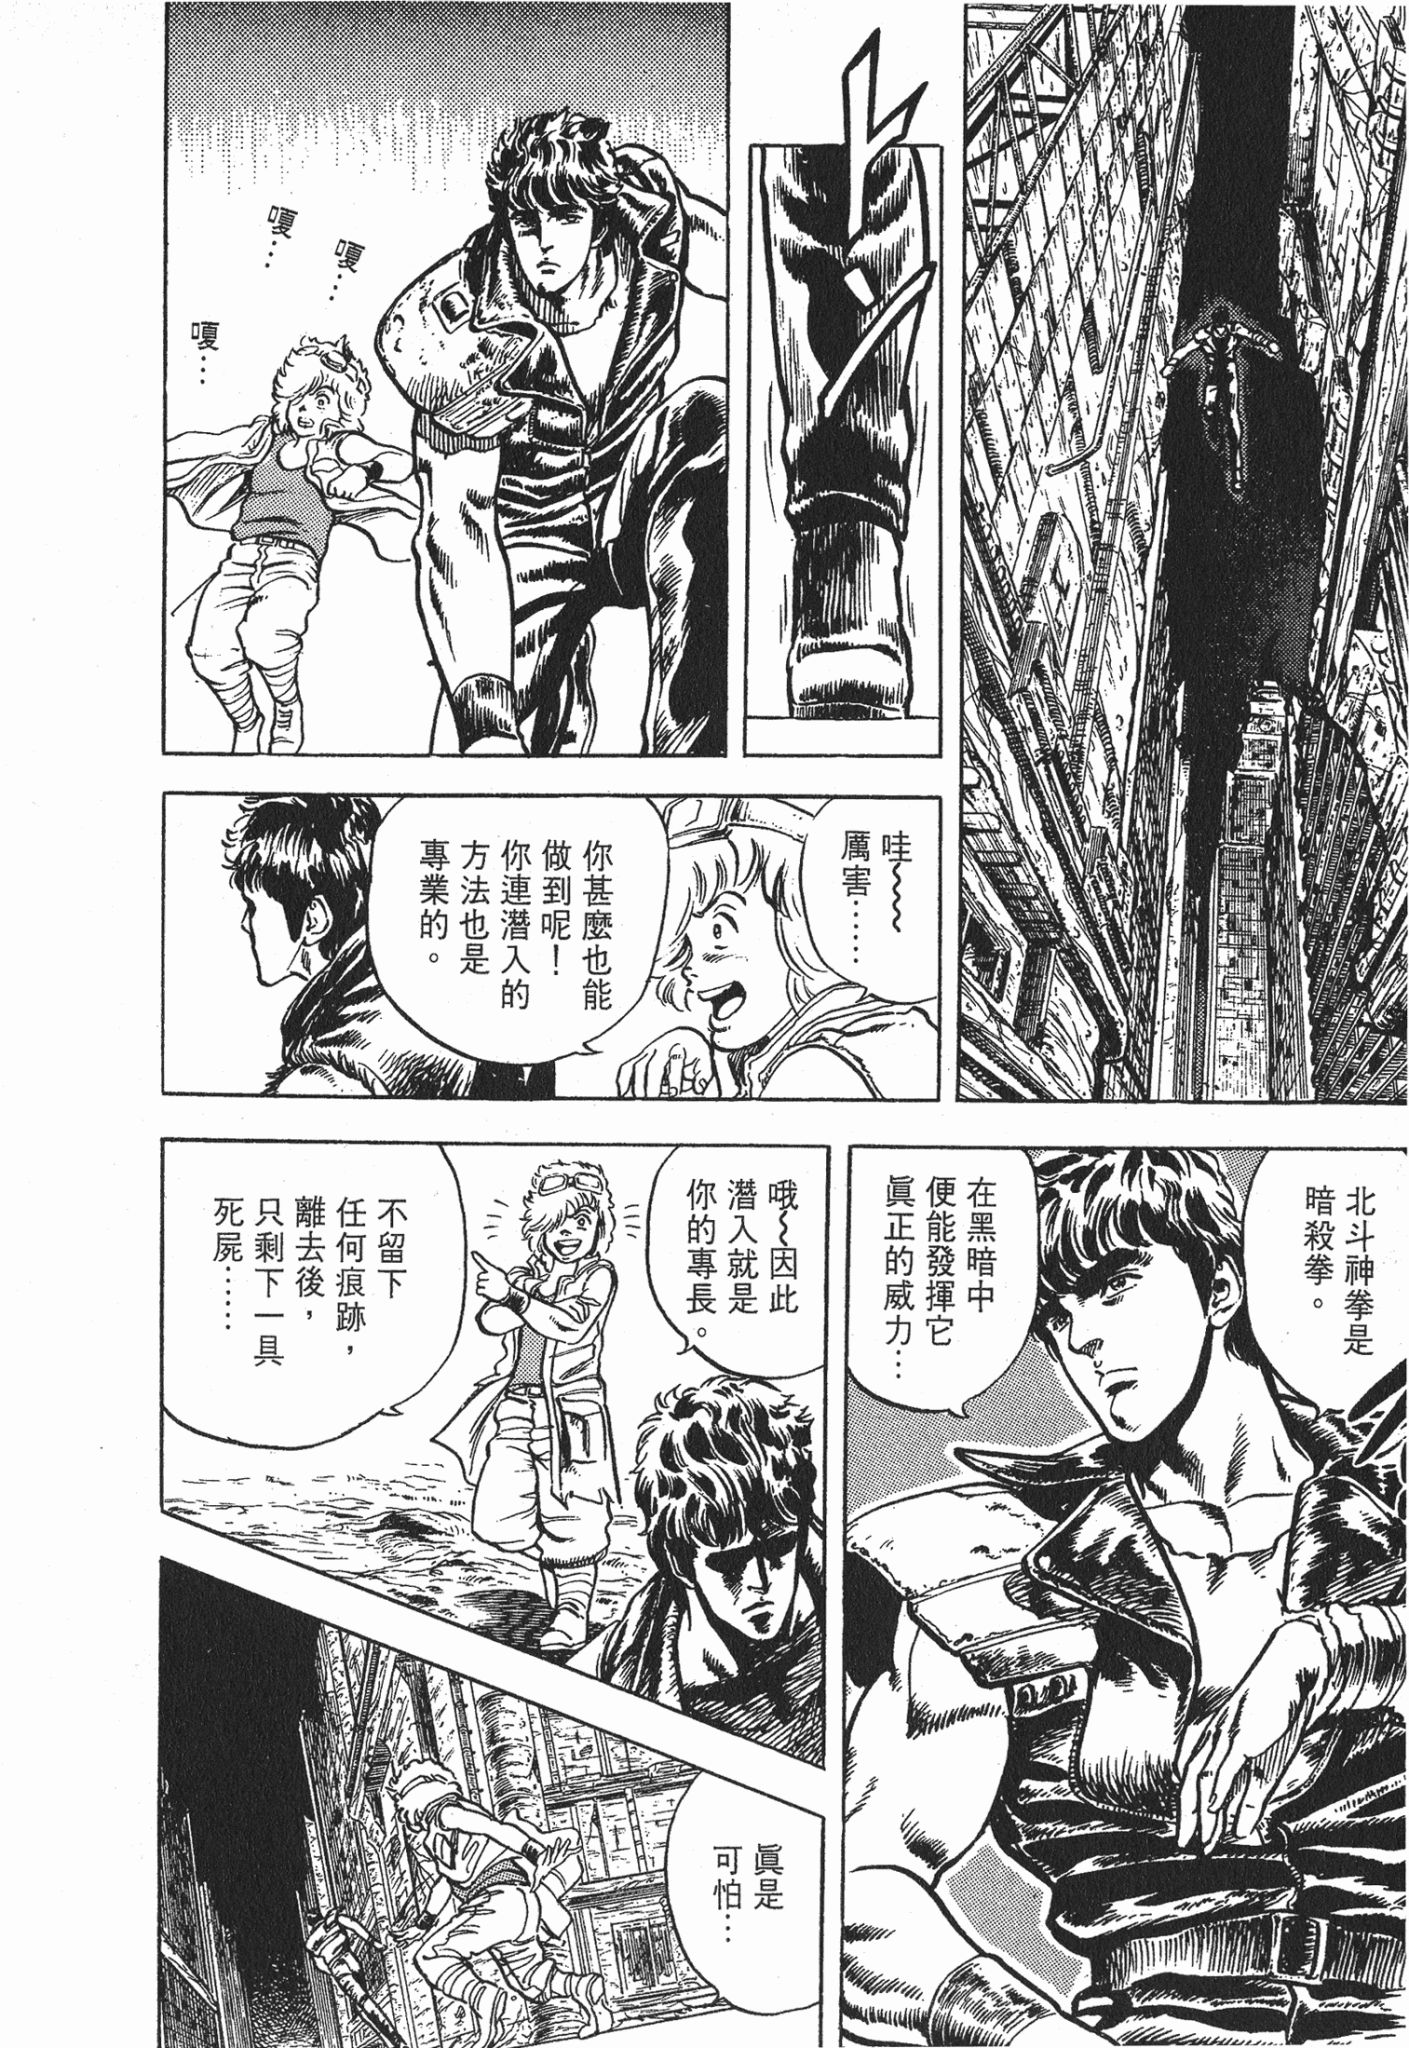 ト
嗄…
嗄…
嗄…
哇～～
厲害……
你甚麼也能
做到呢！
你連潛入的
方法也是
專業的。
北斗神拳是
暗殺拳。
在黑暗中
便能發揮它
眞正的威力…
哦～因此
潛入就是
你的專長。
不留下
任何痕跡，
離去後，
只剩下一具
死屍……
眞是
可怕…